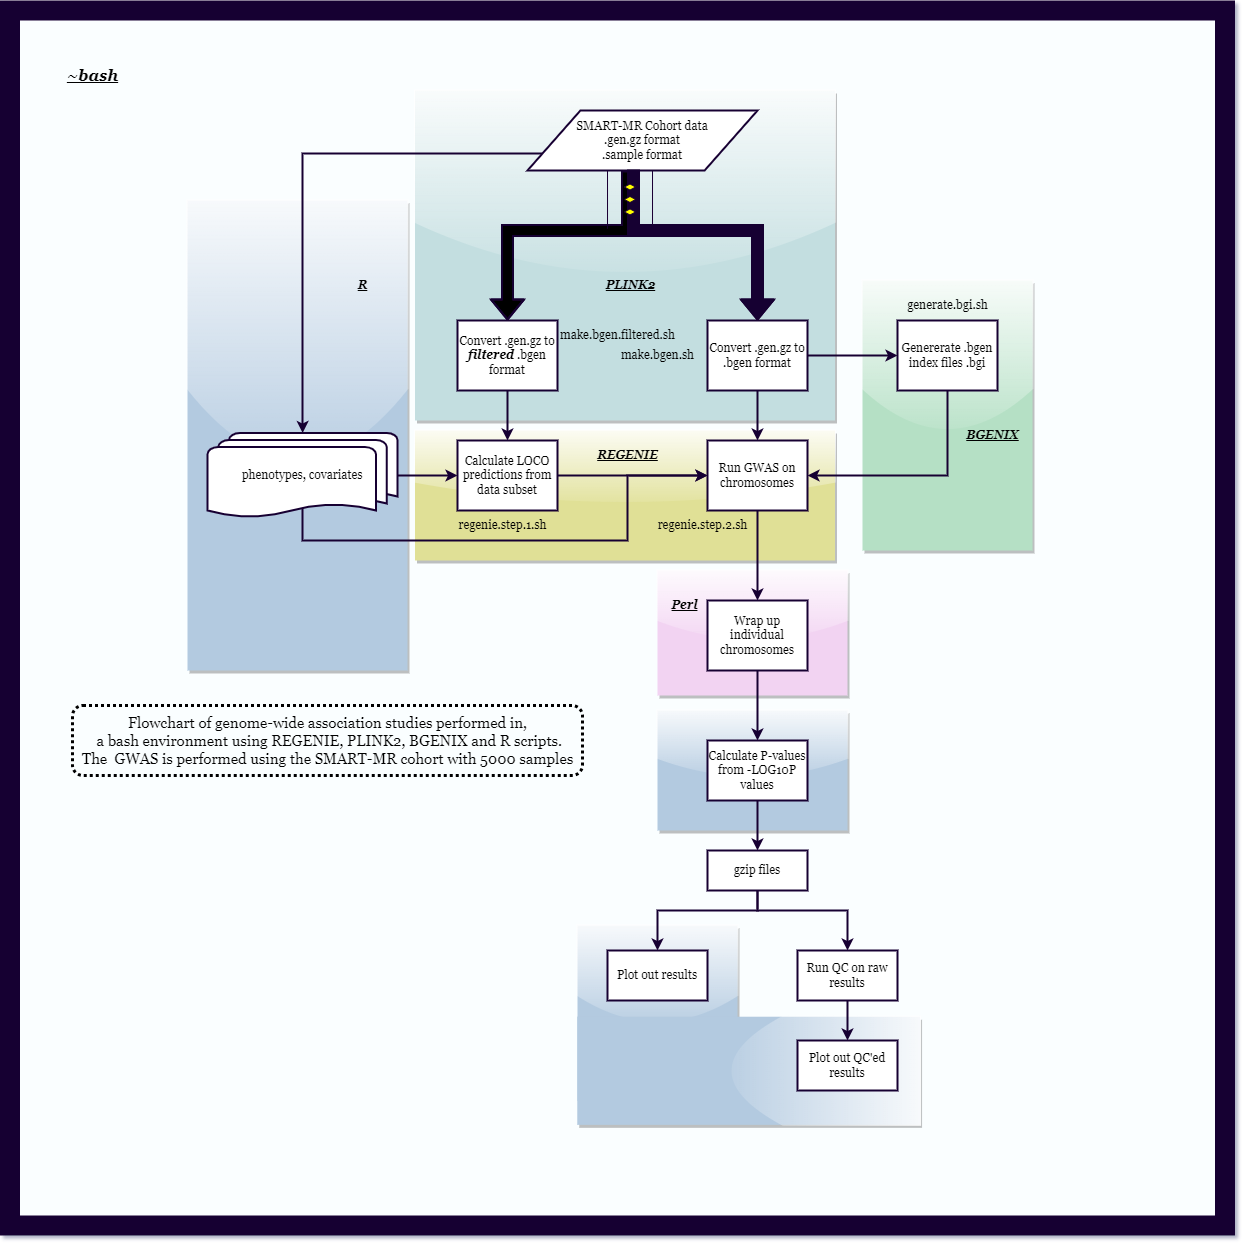 ~bash
SMART-MR Cohort data
.gen.gz format
.sample format
R
PLINK2
generate.bgi.sh
make.bgen.filtered.sh
make.bgen.sh
Convert .gen.gz to
filtered .bgen
format
Convert .gen.gz to
.bgen format
Genererate .bgen
index files .bgi
BGENIX
REGENIE
phenotypes, covariates
Calculate LOCO
predictions from
data subset
Run GWAS on
chromosomes
regenie.step.1.sh
regenie.step.2.sh
Perl
Wrap up
individual
chromosomes
Flowchart of genome-wide association studies performed in,
a bash environment using REGENIE, PLINK2, BGENIX and R scripts.
The  GWAS is performed using the SMART-MR cohort with 5000 samples
Calculate P-values
from -LOG10P
values
gzip files
Plot out results
Run QC on raw
results
Plot out QC'ed
results